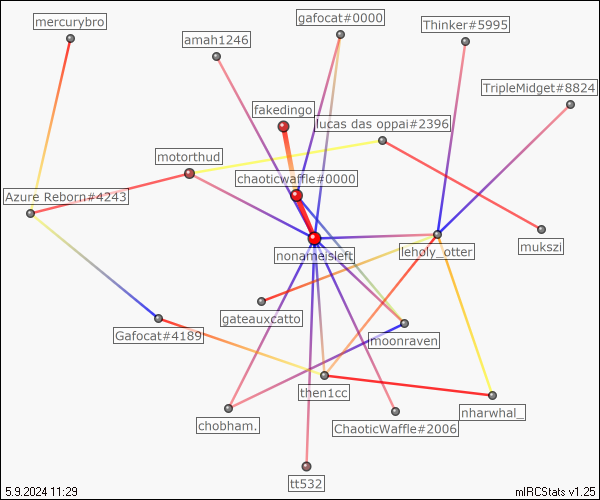 mercurybro
gafocat#0000
Thinker#5995
amah1246
TripleMidget#8824
fakedingo
lucas das oppai#2396
motorthud
chaoticwaffle#0000
Azure Reborn#4243
nonameisleft
leholy_otter
mukszi
gateauxcatto
Gafocat#4189
moonraven
then1cc
nharwhal_
chobham.
ChaoticWaffle#2006
tt532
5.9.2024 11:29
mIRCStats v1.25